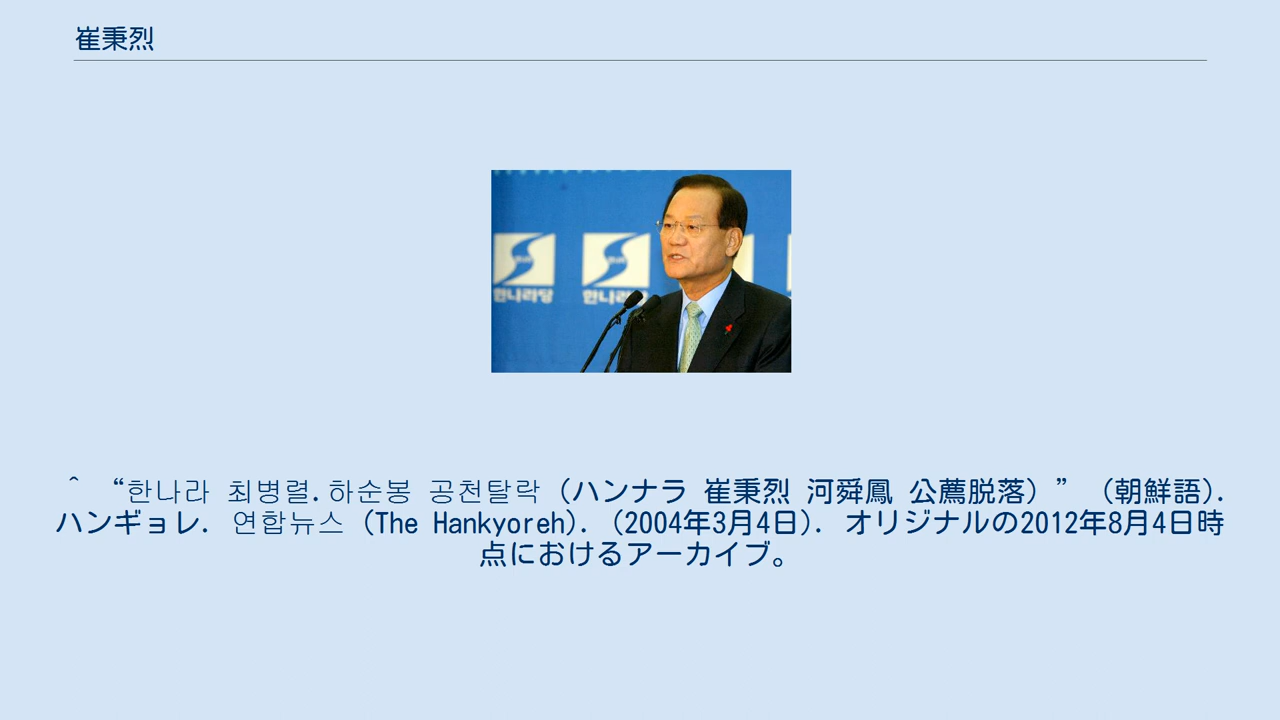 崔秉烈
한나라당 한나라당
^ “한나라 최병렬.하순봉 공천탈락（ハンナラ 崔秉烈 河舜鳳 公薦脱落）” （朝鮮語）.
ハンギョレ. 연합뉴스 (The Hankyoreh). (2004年3月4日). オリジナルの2012年8月4日時
点におけるアーカイブ。